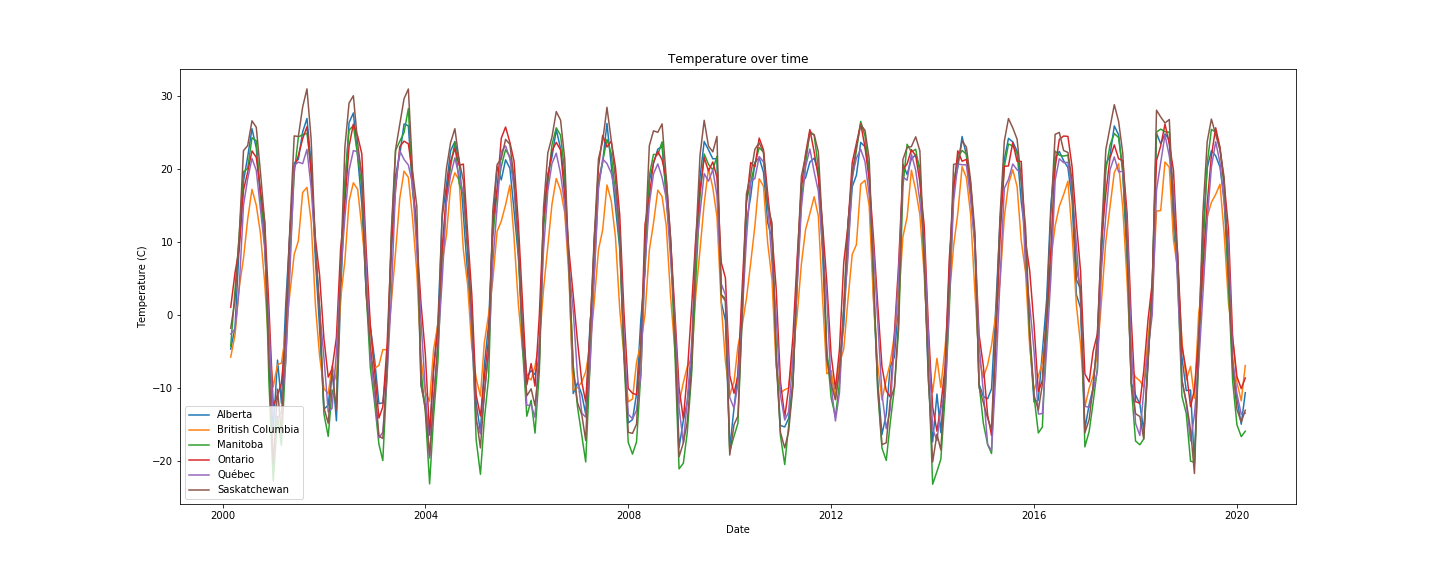 Temperature over time
Temperature (C)
30
20
10
0
−10
−20
Alberta
British Columbia
Manitoba
Ontario
Québec
Saskatchewan
2000
2004
2008
2012
2016
2020
Date